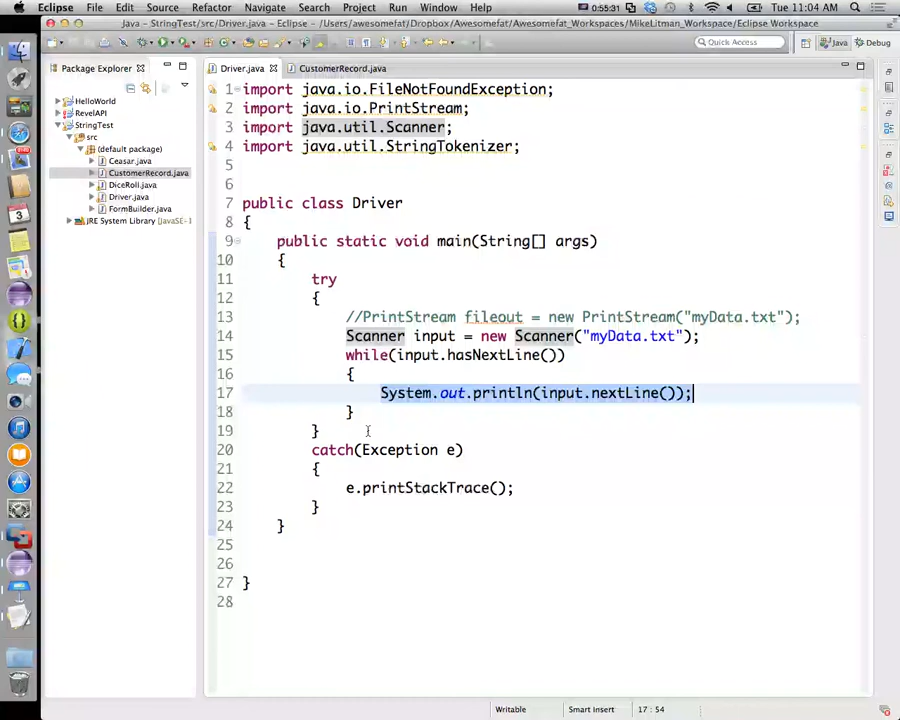 Eclipse File Edit Source Refactor Navigate Search Project Run Window Help 0:55:31 Tue 11:04 AM
Java - StringTest/src/Driver.java - Eclipse - /Users/awesomefat/Dropbox/Awesomefat_Workspaces/MikeLitman_Workspace/Eclipse Workspace
Quick Access Java Debug
Package Explorer
HelloWorld
RevelAPI
StringTest
src
(default package)
Ceasar.java
CustomerRecord.java
DiceRoll.java
Driver.java
FormBuilder.java
JRE System Library [JavaSE-1
Driver.java CustomerRecord.java
1 import java.io.FileNotFoundException;
2 import java.io.PrintStream;
3 import java.util.Scanner;
4 import java.util.StringTokenizer;
5
6
7 public class Driver
8 {
9 public static void main(String[] args)
10 {
11 try
12 {
13 //PrintStream fileout = new PrintStream("myData.txt");
14 Scanner input = new Scanner("myData.txt");
15 while(input.hasNextLine())
16 {
17 System.out.println(input.nextLine());
18 }
19 }
20 catch(Exception e)
21 {
22 e.printStackTrace();
23 }
24 }
25
26
27 }
28
Writable Smart Insert 17 : 54